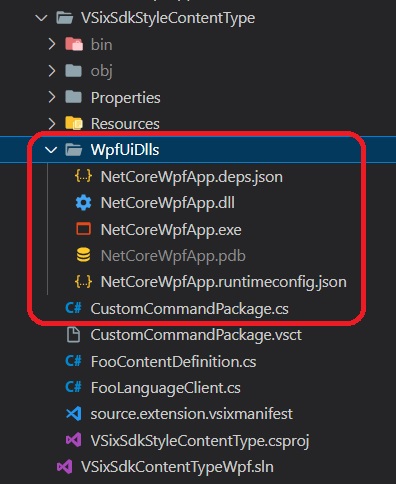 VSixSdkStyleContentType
bin
obj
Properties
Resources
WpfUiDlls
{..} NetCoreWpfApp.deps.json
NetCoreWpfApp.dll
NetCoreWpfApp.exe
NetCoreWpfApp.pdb
{..} NetCoreWpfApp.runtimeconfig.json
C# CustomCommandPackage.cs
CustomCommandPackage.vsct
C# FooContentDefinition.cs
C# FooLanguageClient.cs
source.extension.vsixmanifest
VSixSdkStyleContentType.csproj
VSixSdkContentTypeWpf.sln